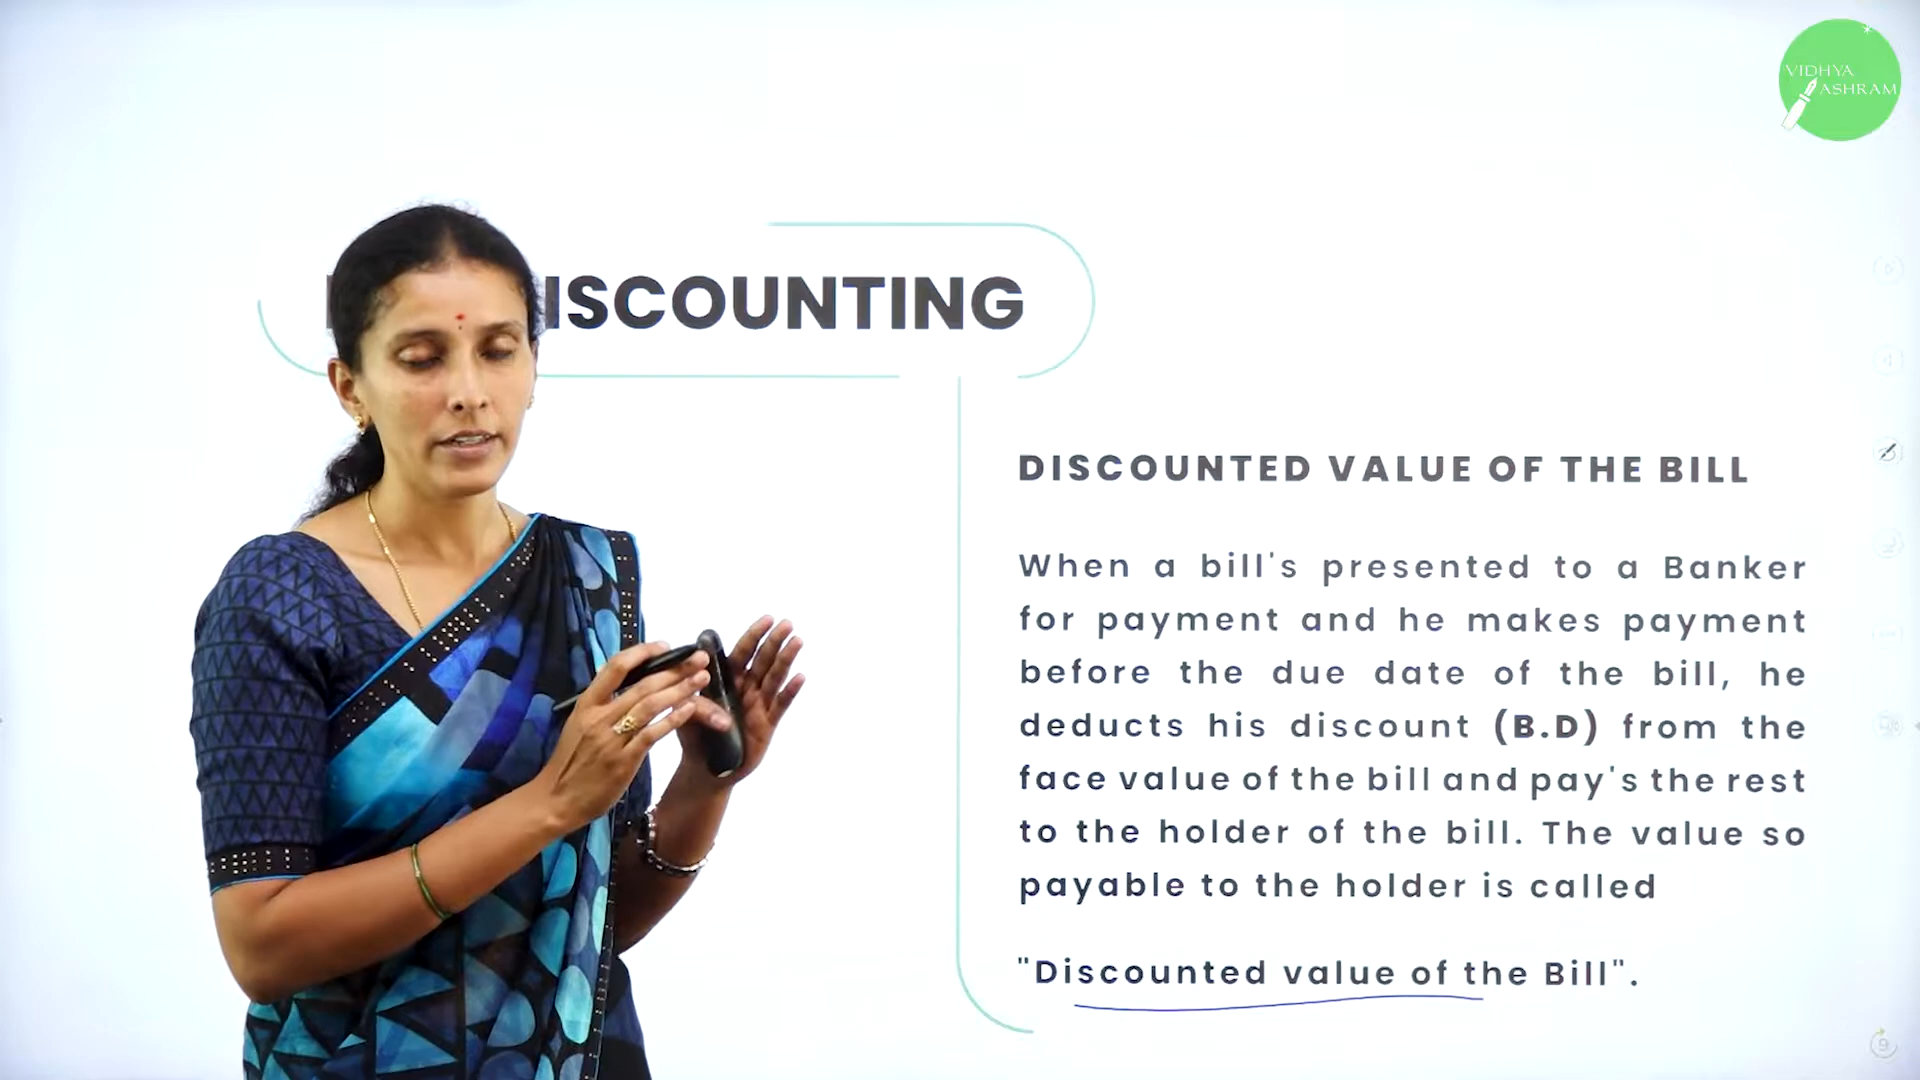 VIDHYA
ASHRAM
ISCOUNTING
DISCOUNTED VALUE OF THE BILL
When a bill's presented to a Banker
for payment and he makes payment
before the due date of the bill, he
deducts his discount (B.D) from the
face value of the bill and pay's the rest
to the holder of the bill. The value so
payable to the holder is called
"Discounted value of the Bill".
9